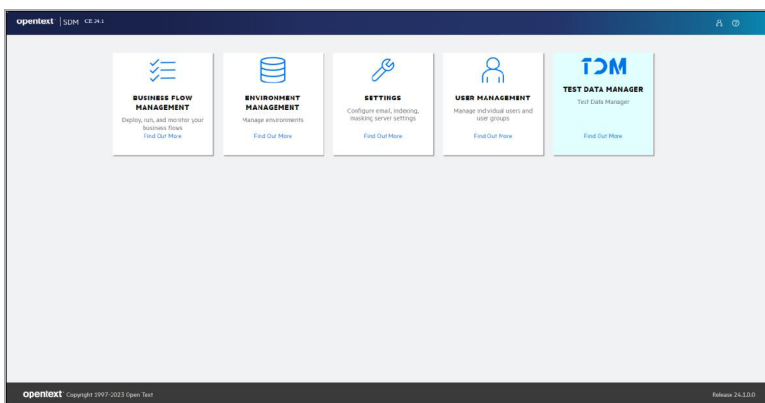 opentext | SDM CE 24.1
BUSINESS FLOW
MANAGEMENT
Deploy, run, and monitor your
business flows
Find Out More
ENVIRONMENT
MANAGEMENT
Manage environments
Find Out More
SETTINGS
Configure email, indexing,
masking server settings
Find Out More
USER MANAGEMENT
Manage individual users and
user groups
Find Out More
TDM
TEST DATA MANAGER
Test Data Manager
Find Out More
opentext™ Copyright 1997-2023 Open Text
Release 24.1.0.0